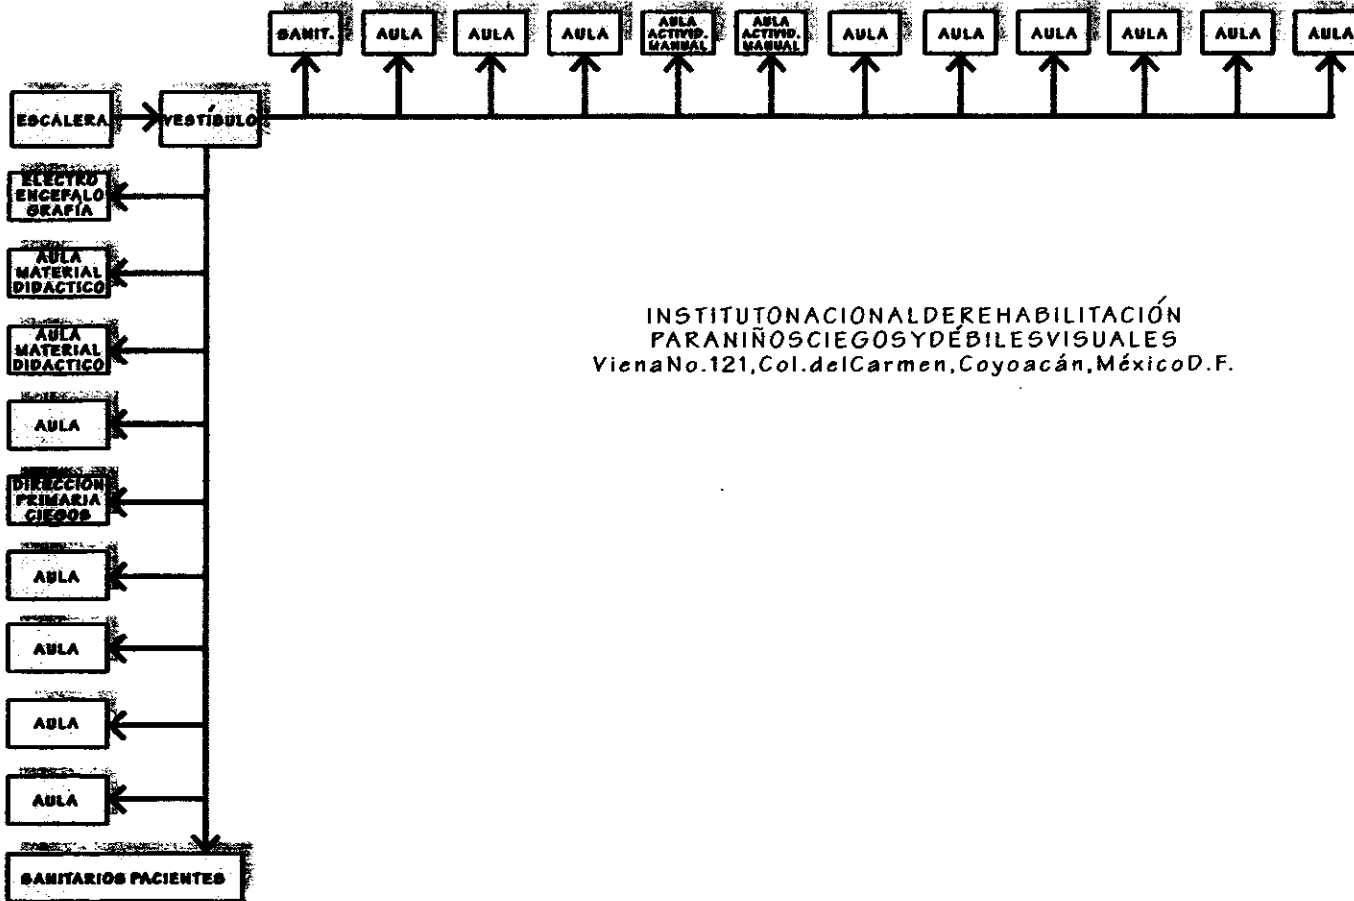 SANIT.
AULA
AULA
AULA
AULA
ACTIVID.
MANUAL
AULA
ACTIVID.
MANUAL
AULA
AULA
AULA
AULA
AULA
AULA
ESCALERA
VESTÍBULO
ELECTRO
ENCEFALO
GRAFÍA
AULA
MATERIAL
DIDACTICO
AULA
MATERIAL
DIDACTICO
AULA
DIRECCION
PRIMARIA
CIEGOS
AULA
AULA
AULA
AULA
SANITARIOS PACIENTES
INSTITUTONACIONALDEREHABILITACIÓN
PARANIÑOSCIEGOSYDÉBILESVISUALES
VienaNo.121,Col.delCarmen,Coyoacán,MéxicoD.F.